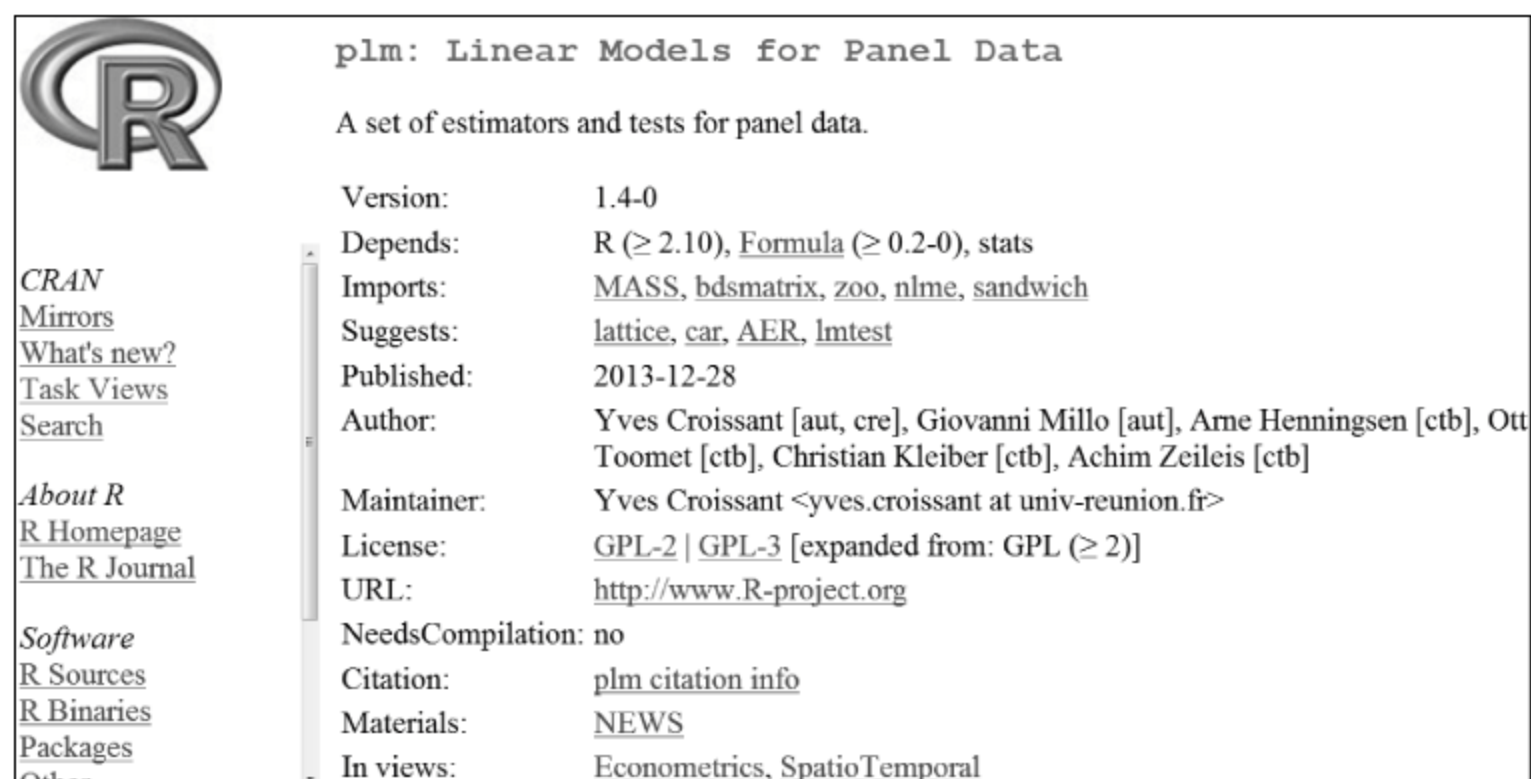 R
plm: Linear Models for Panel Data
A set of estimators and tests for panel data.
Version: 1.4-0
Depends: R (≥ 2.10), Formula (≥ 0.2-0), stats
Imports: MASS, bdsmatrix, zoo, nlme, sandwich
Suggests: lattice, car, AER, lmtest
Published: 2013-12-28
Author: Yves Croissant [aut, cre], Giovanni Millo [aut], Arne Henningsen [ctb], Ott
Toomet [ctb], Christian Kleiber [ctb], Achim Zeileis [ctb]
Maintainer: Yves Croissant <yves.croissant at univ-reunion.fr>
License: GPL-2 | GPL-3 [expanded from: GPL (≥ 2)]
URL: http://www.R-project.org
NeedsCompilation: no
Citation: plm citation info
Materials: NEWS
In views: Econometrics, SpatioTemporal
CRAN
Mirrors
What's new?
Task Views
Search
About R
R Homepage
The R Journal
Software
R Sources
R Binaries
Packages